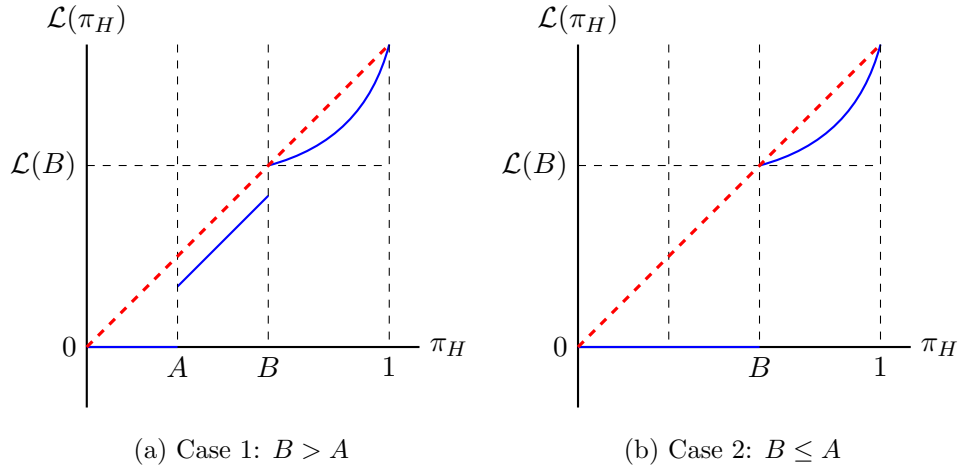 ℒ(π_H)
ℒ(B)
0
A
B
1
π_H
(a) Case 1: B > A
ℒ(π_H)
ℒ(B)
0
B
1
π_H
(b) Case 2: B ≤ A